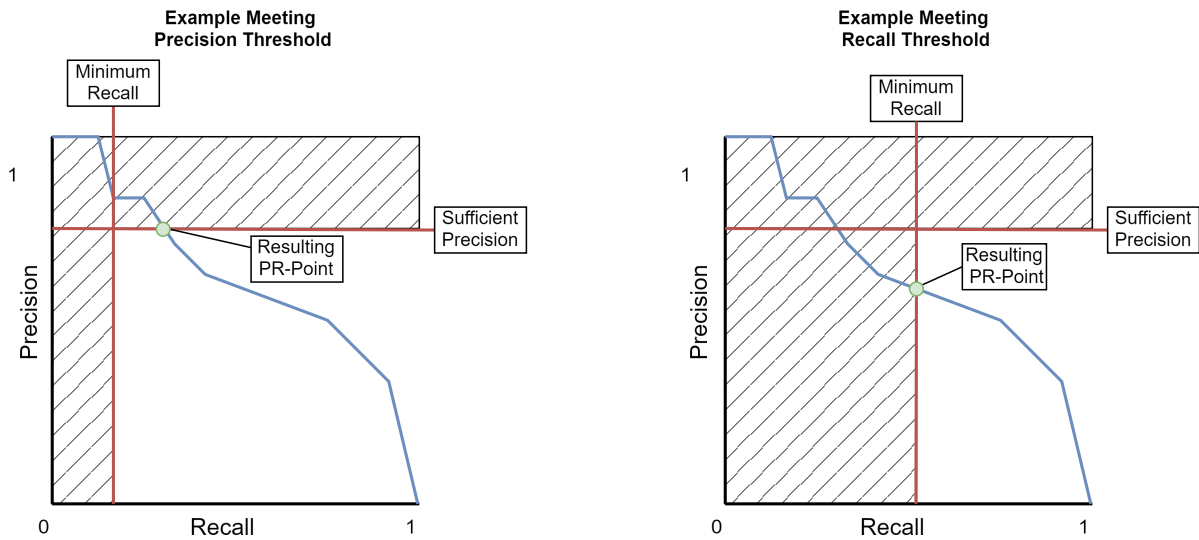 Example Meeting
Precision Threshold
Minimum
Recall
1
Sufficient
Precision
Resulting
PR-Point
Precision
0
Recall
1
Example Meeting
Recall Threshold
Minimum
Recall
1
Sufficient
Precision
Resulting
PR-Point
Precision
0
Recall
1